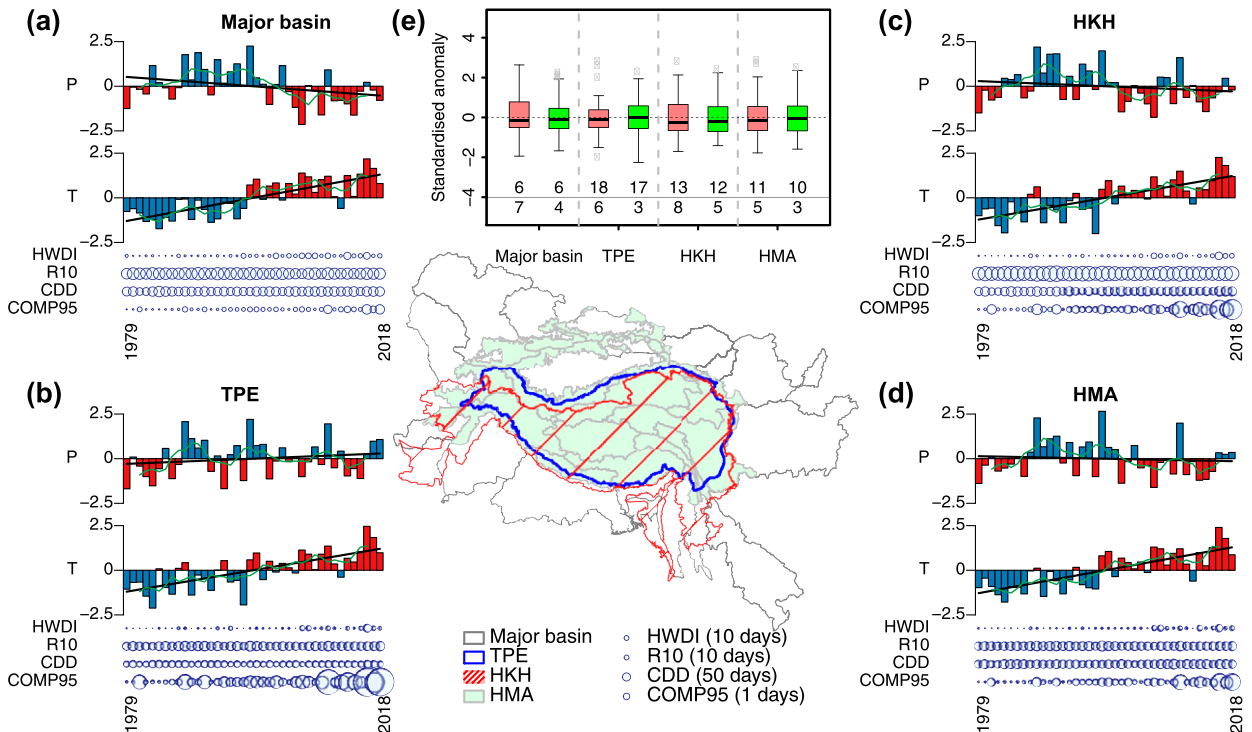 (a) Major basin
2.5
P 0
−2.5
2.5
T 0
−2.5
HWDI
R10
CDD
COMP95
1979 2018
(b) TPE
2.5
P 0
−2.5
2.5
T 0
−2.5
HWDI
R10
CDD
COMP95
1979 2018
(e)
Standardised anomaly
4
2
0
−2
−4
6 6 18 17 13 12 11 10
7 4 6 3 8 5 5 3
Major basin TPE HKH HMA
Major basin
TPE
HKH
HMA
HWDI (10 days)
R10 (10 days)
CDD (50 days)
COMP95 (1 days)
(c) HKH
2.5
P 0
−2.5
2.5
T 0
−2.5
HWDI
R10
CDD
COMP95
1979 2018
(d) HMA
2.5
P 0
−2.5
2.5
T 0
−2.5
HWDI
R10
CDD
COMP95
1979 2018